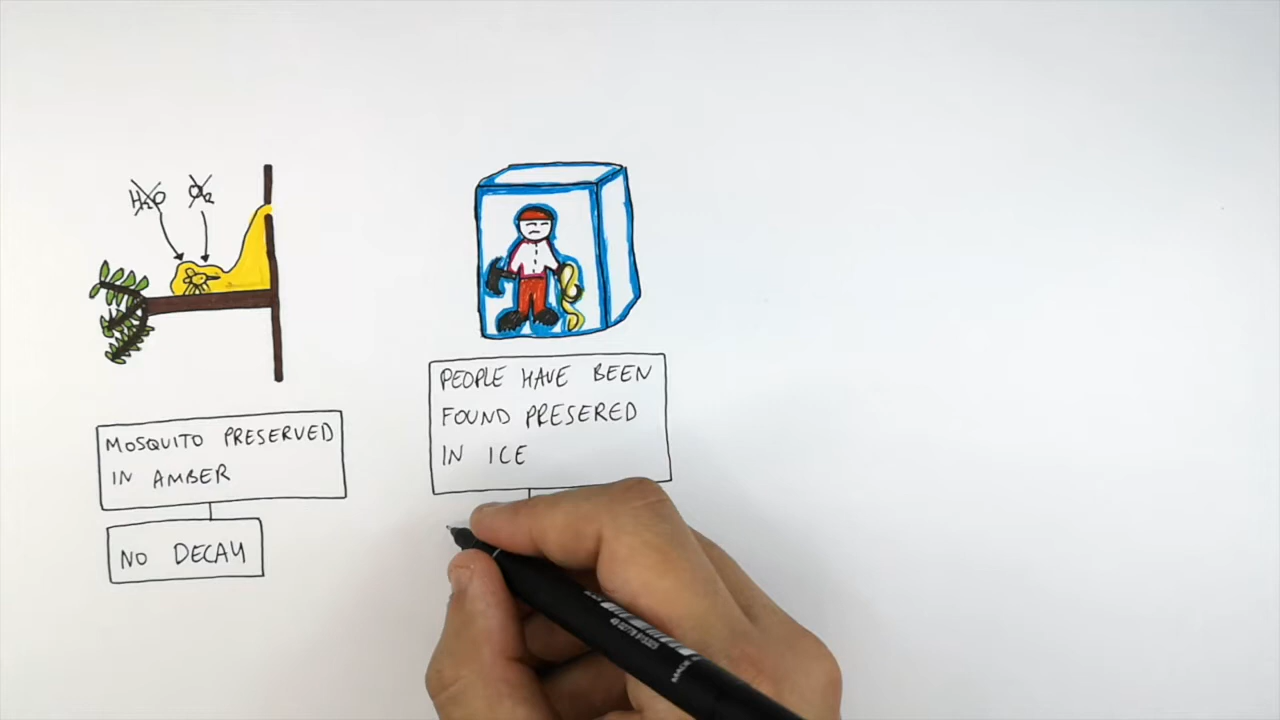 H₂O O₂
MOSQUITO PRESERVED
IN AMBER
NO DECAY
PEOPLE HAVE BEEN
FOUND PRESERED
IN ICE